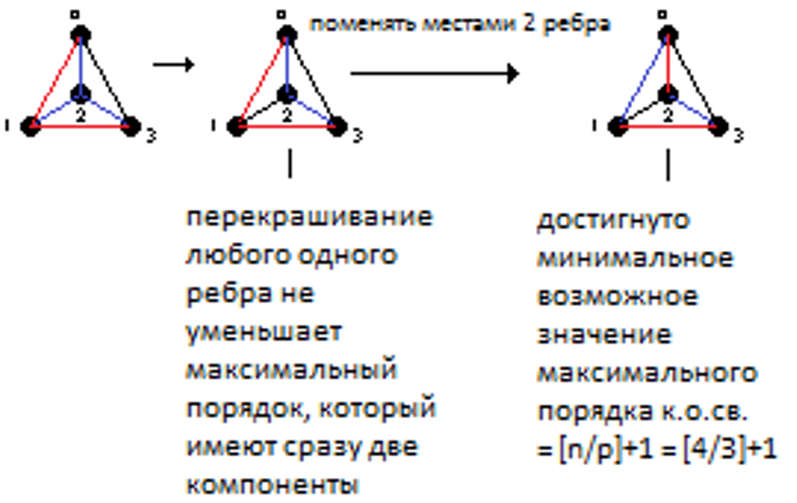 поменять местами 2 ребра
0
0
0
1
2
3
1
2
3
1
2
3
перекрашивание
любого одного
ребра не
уменьшает
максимальный
порядок, который
имеют сразу две
компоненты
достигнуто
минимальное
возможное
значение
максимального
порядка к.о.св.
= [n/p]+1 = [4/3]+1